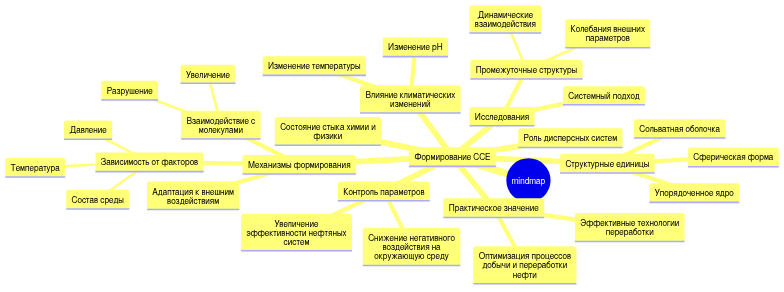 Динамические
взаимодействия
Колебания внешних
параметров
Изменение pH
Изменение температуры
Промежуточные структуры
Увеличение
Разрушение
Влияние климатических
изменений
Системный подход
Исследования
Взаимодействие с
молекулами
Состояние стыка химии и
физики
Роль дисперсных систем
Сольватная оболочка
Давление
Формирование ССЕ
Сферическая форма
Температура
Зависимость от факторов
Механизмы формирования
Структурные единицы
mindmap
Состав среды
Адаптация к внешним
воздействиям
Контроль параметров
Упорядоченное ядро
Практическое значение
Увеличение
эффективности нефтяных
систем
Эффективные технологии
переработки
Снижение негативного
воздействия на
окружающую среду
Оптимизация процессов
добычи и переработки
нефти